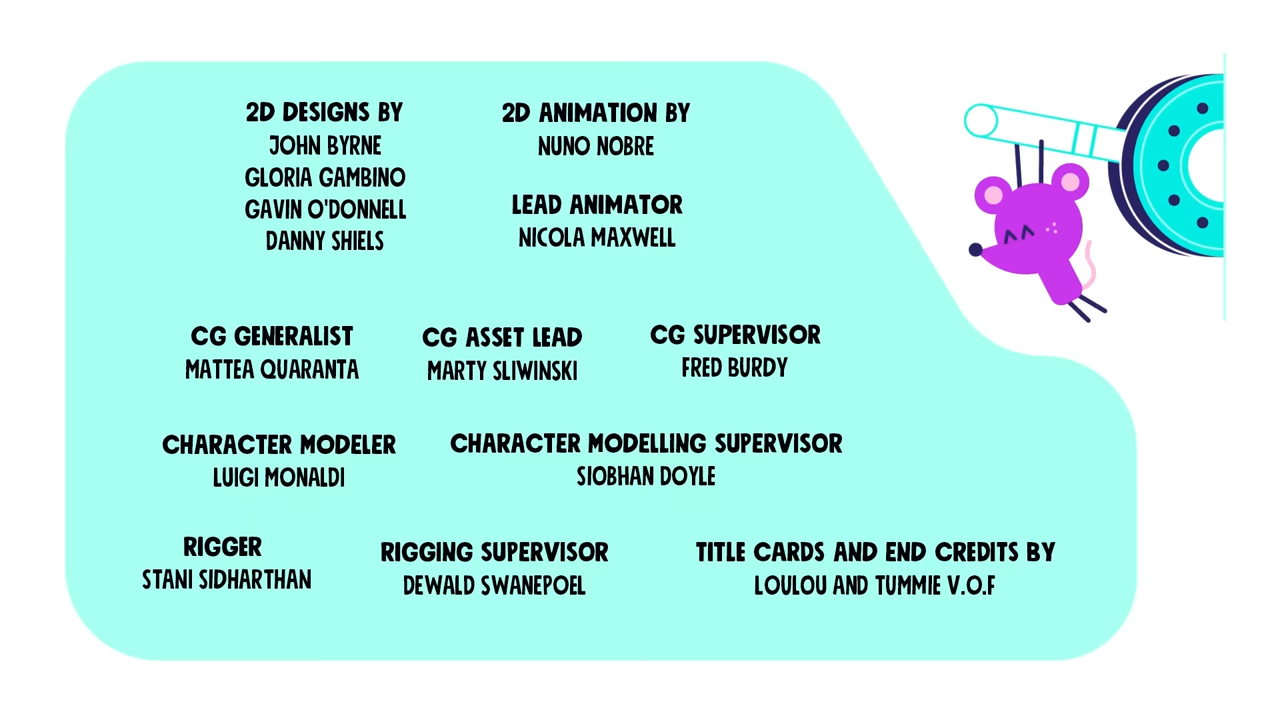 2D DESIGNS BY
JOHN BYRNE
GLORIA GAMBINO
GAVIN O'DONNELL
DANNY SHIELS
2D ANIMATION BY
NUNO NOBRE
LEAD ANIMATOR
NICOLA MAXWELL
CG GENERALIST
MATTEA QUARANTA
CG ASSET LEAD
MARTY SLIWINSKI
CG SUPERVISOR
FRED BURDY
CHARACTER MODELER
LUIGI MONALDI
CHARACTER MODELLING SUPERVISOR
SIOBHAN DOYLE
RIGGER
STANI SIDHARTHAN
RIGGING SUPERVISOR
DEWALD SWANEPOEL
TITLE CARDS AND END CREDITS BY
LOULOU AND TUMMIE V.O.F